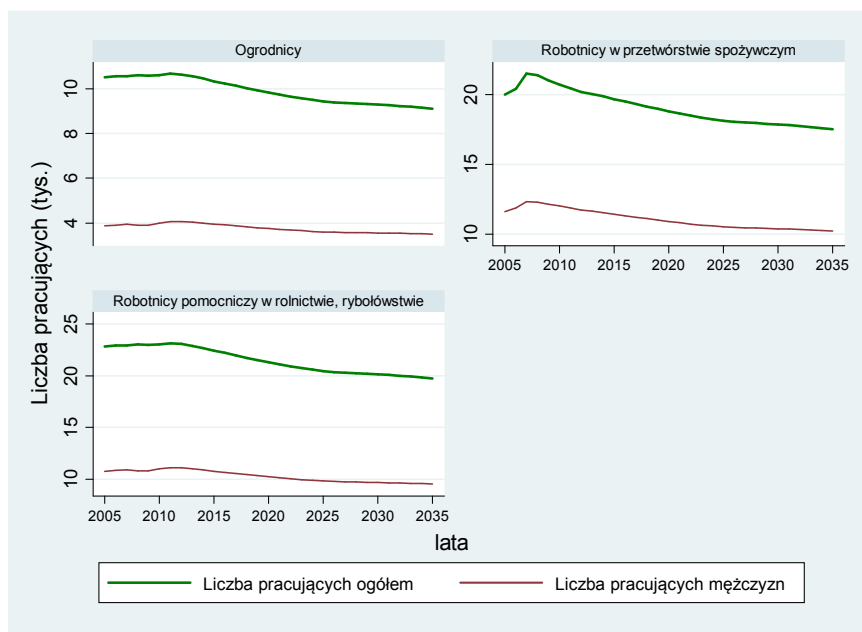 Ogrodnicy
Robotnicy w przetwórstwie spożywczym
10
8
6
4
20
15
10
2005 2010 2015 2020 2025 2030 2035
Robotnicy pomocniczy w rolnictwie, rybołówstwie
25
20
15
10
2005 2010 2015 2020 2025 2030 2035
Liczba pracujących (tys.)
lata
Liczba pracujących ogółem
Liczba pracujących mężczyzn